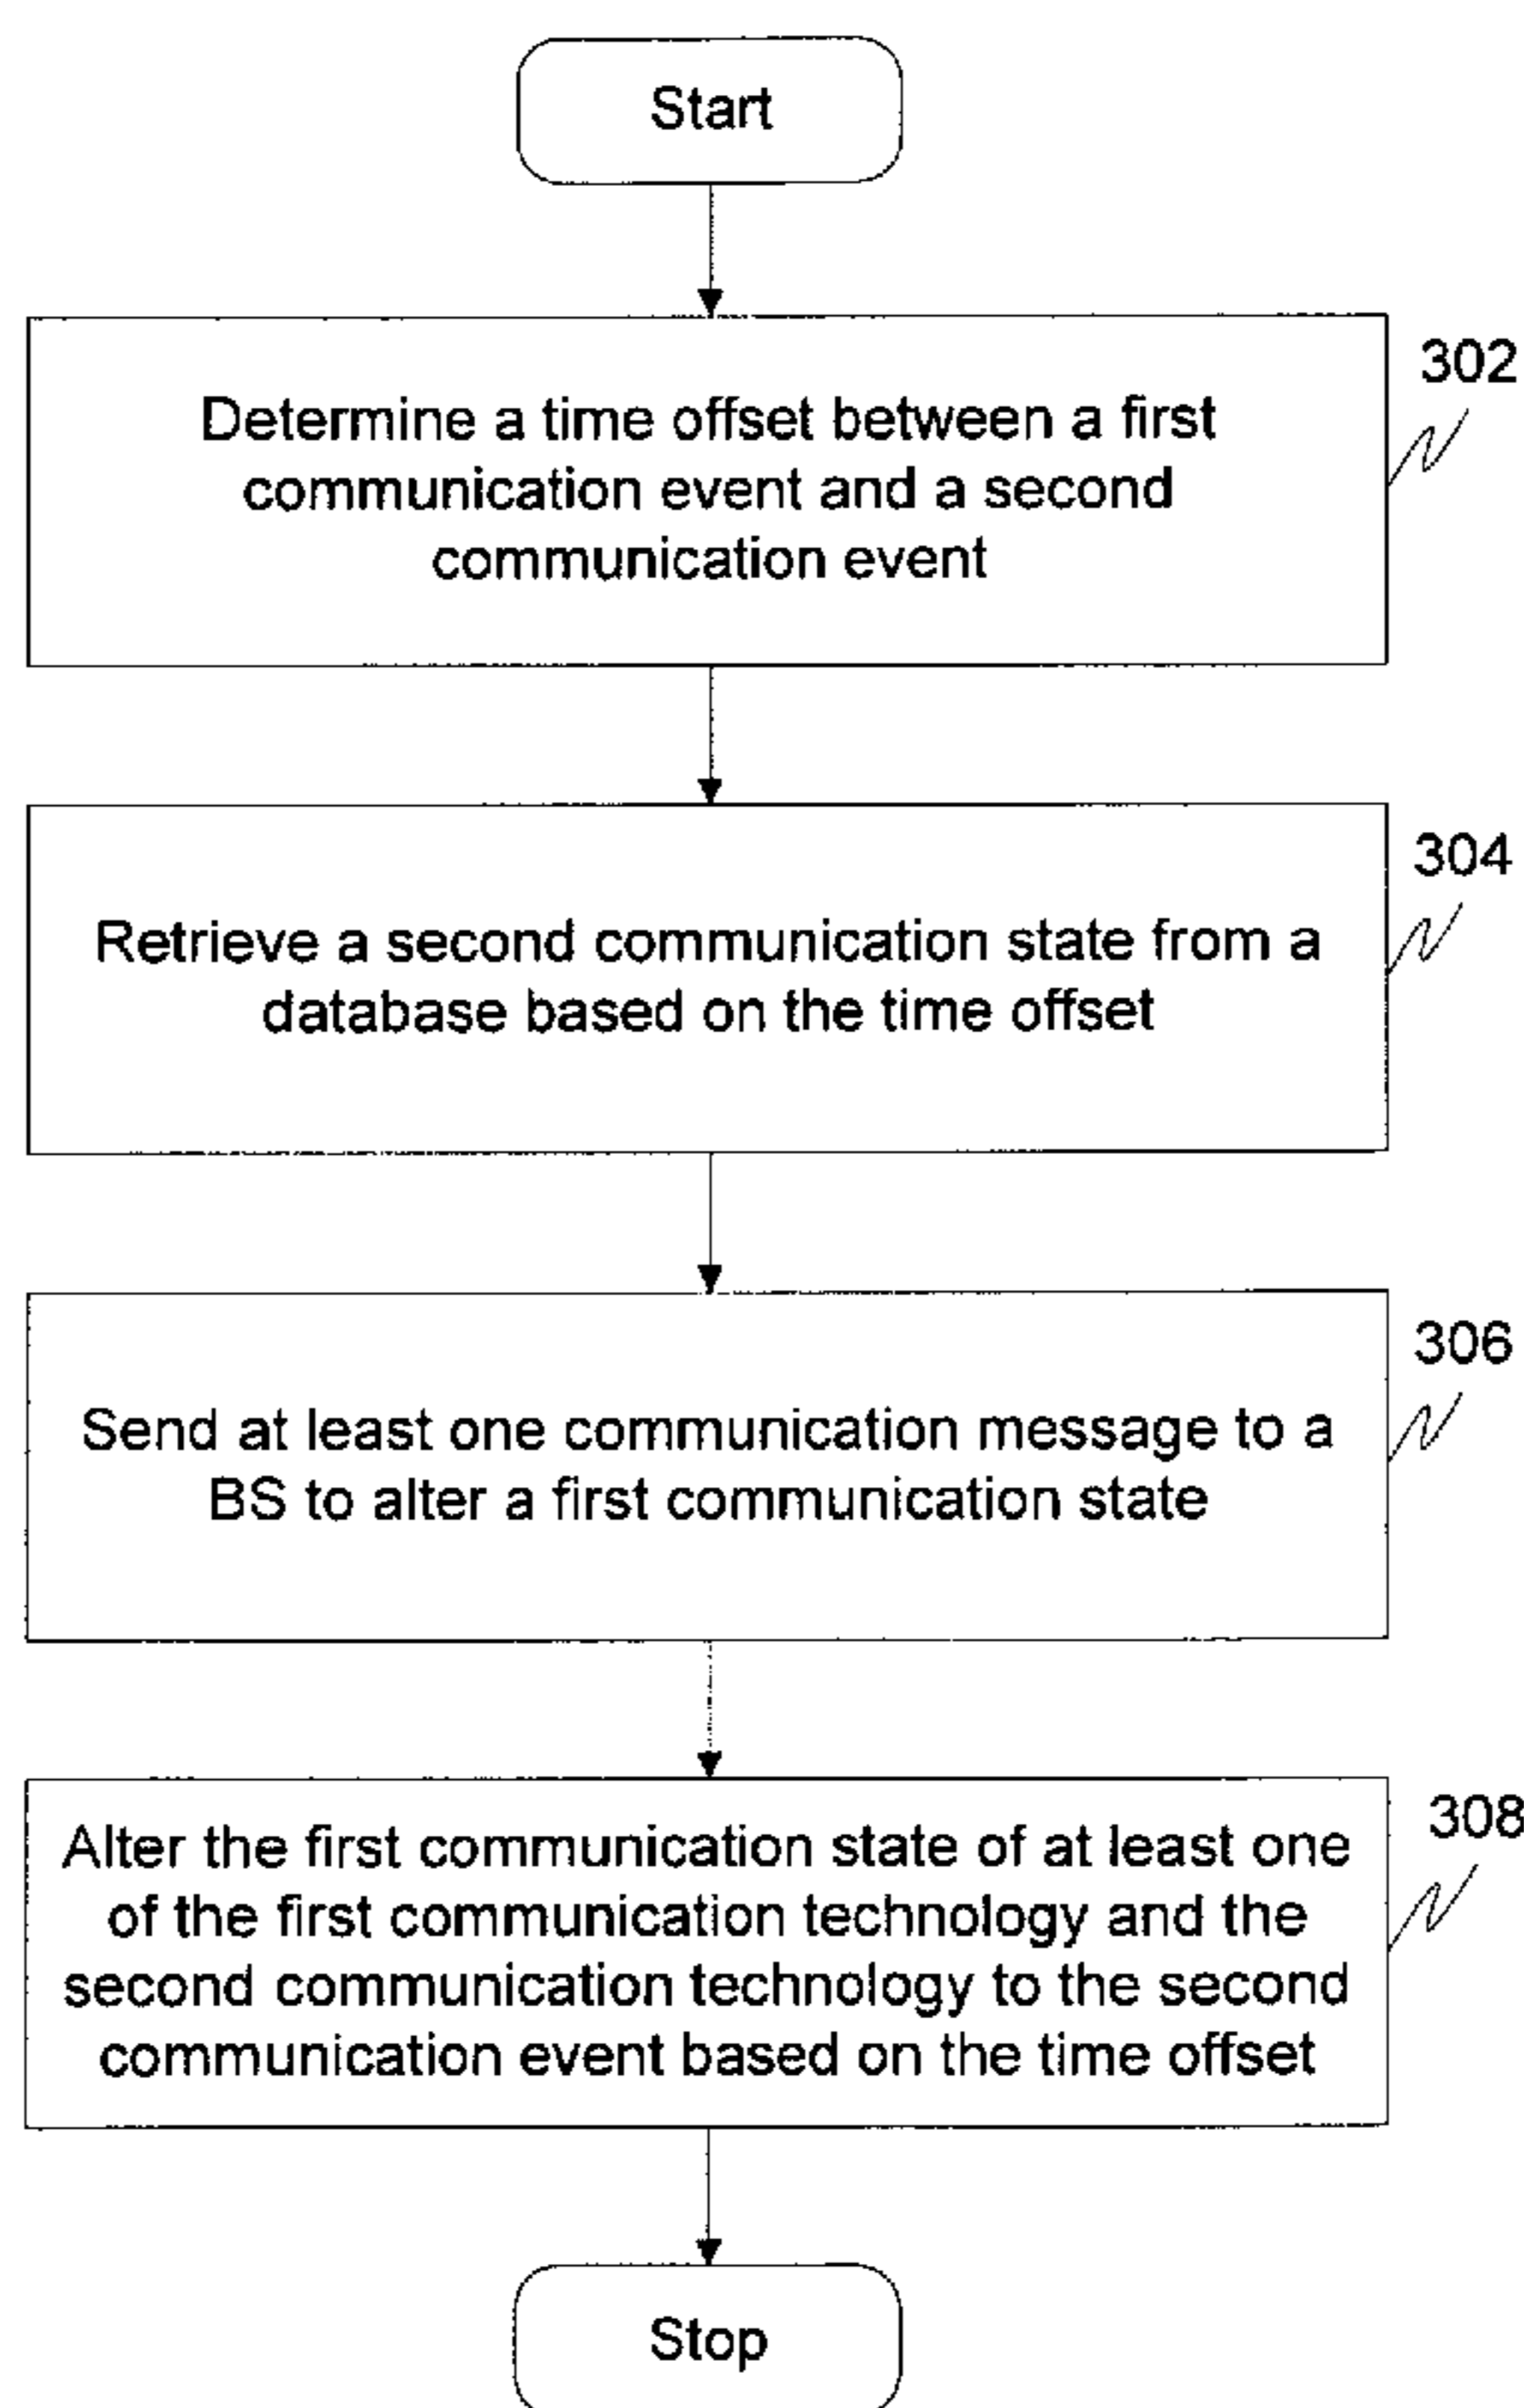 Start
302
Determine a time offset between a first
communication event and a second
communication event
304
Retrieve a second communication state from a
database based on the time offset
306
Send at least one communication message to a
BS to alter a first communication state
308
Alter the first communication state of at least one
of the first communication technology and the
second communication technology to the second
communication event based on the time offset
Stop